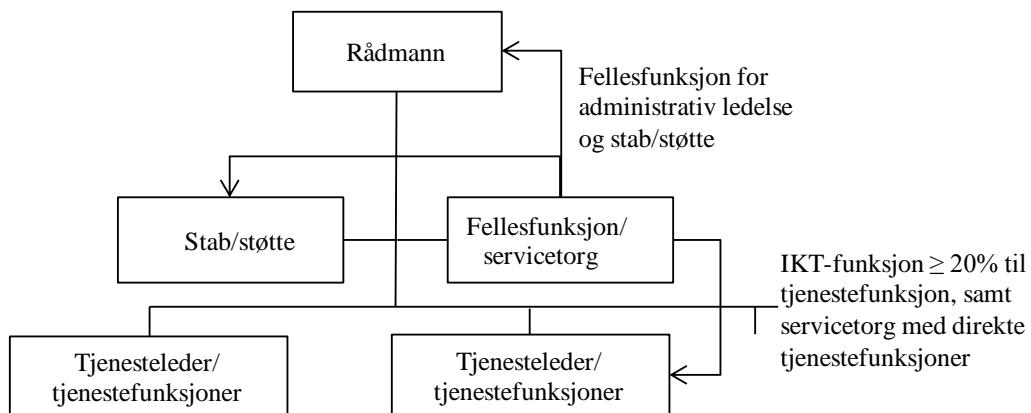 Rådmann
Fellesfunksjon for
administrativ ledelse
og stab/støtte
Stab/støtte
Fellesfunksjon/
servicetorg
IKT-funksjon ≥ 20% til
tjenestefunksjon, samt
servicetorg med direkte
tjenestefunksjoner
Tjenesteleder/
tjenestefunksjoner
Tjenesteleder/
tjenestefunksjoner